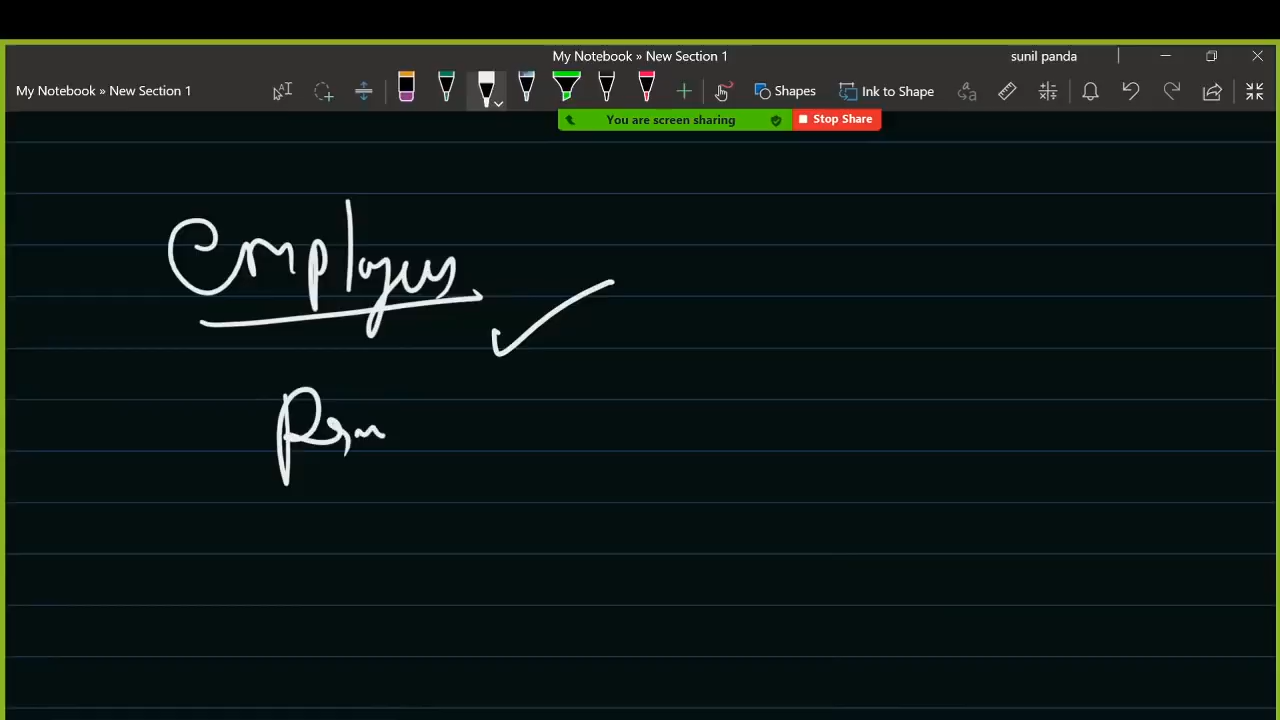 My Notebook » New Section 1
sunil panda
My Notebook » New Section 1
Shapes
Ink to Shape
You are screen sharing
Stop Share
Employees